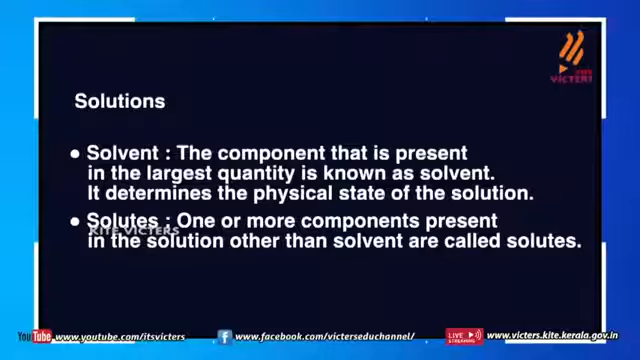 VICTERS
Solutions
• Solvent : The component that is present
in the largest quantity is known as solvent.
It determines the physical state of the solution.
• Solutes : One or more components present
KITE VICTERS
in the solution other than solvent are called solutes.
YouTube www.youtube.com/itsvicters
f www.facebook.com/victerseduchannel/
LIVE STREAMING www.victers.kite.kerala.gov.in